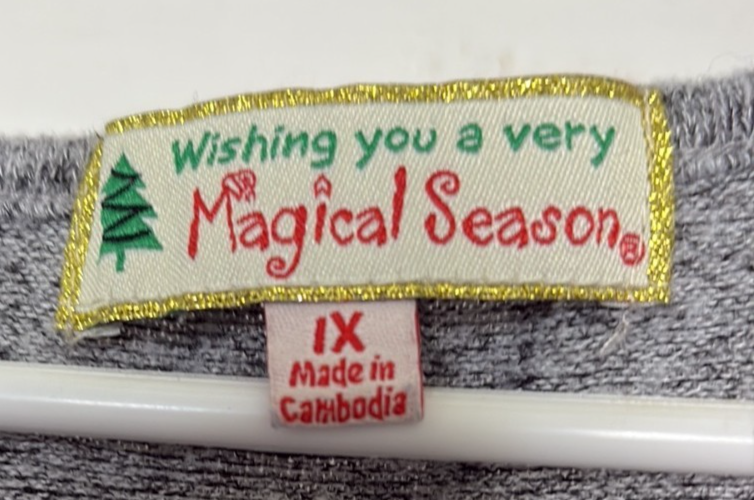 Wishing you a very
Magical Season®
1X
Made in
Cambodia